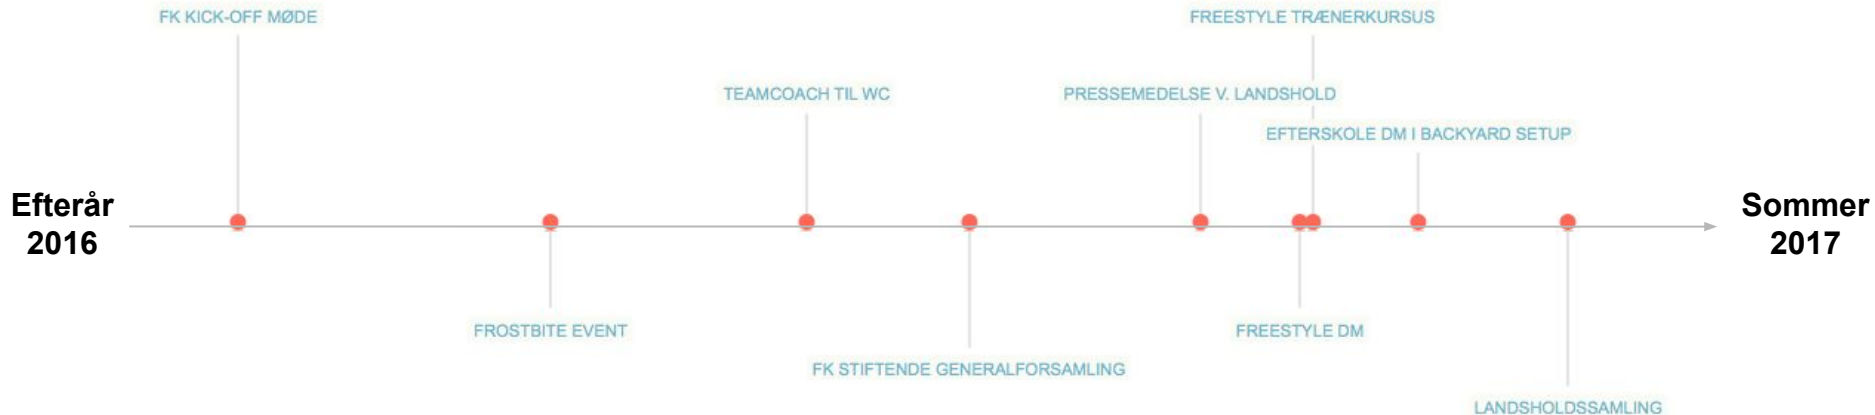 FK KICK-OFF MØDE
FREESTYLE TRÆNERKURSUS
TEAMCOACH TIL WC
PRESSEMEDELSE V. LANDSHOLD
EFTERSKOLE DM I BACKYARD SETUP
Efterår
2016
Sommer
2017
FROSTBITE EVENT
FREESTYLE DM
FK STIFTENDE GENERALFORSAMLING
LANDSHOLDSSAMLING